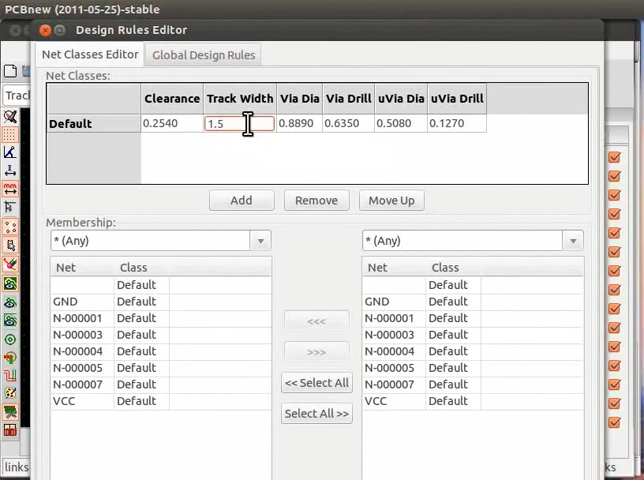 PCBnew (2011-05-25)-stable
Design Rules Editor
Net Classes Editor Global Design Rules
Net Classes:
Clearance Track Width Via Dia Via Drill uVia Dia uVia Drill
Default 0.2540 1.5 0.8890 0.6350 0.5080 0.1270
Add Remove Move Up
Membership:
* (Any) * (Any)
Net Class Net Class
Default Default
GND Default GND Default
N-000001 Default <<< N-000001 Default
N-000003 Default N-000003 Default
N-000004 Default >>> N-000004 Default
N-000005 Default N-000005 Default
N-000007 Default << Select All N-000007 Default
VCC Default VCC Default
Select All >>
Trac
links
ks